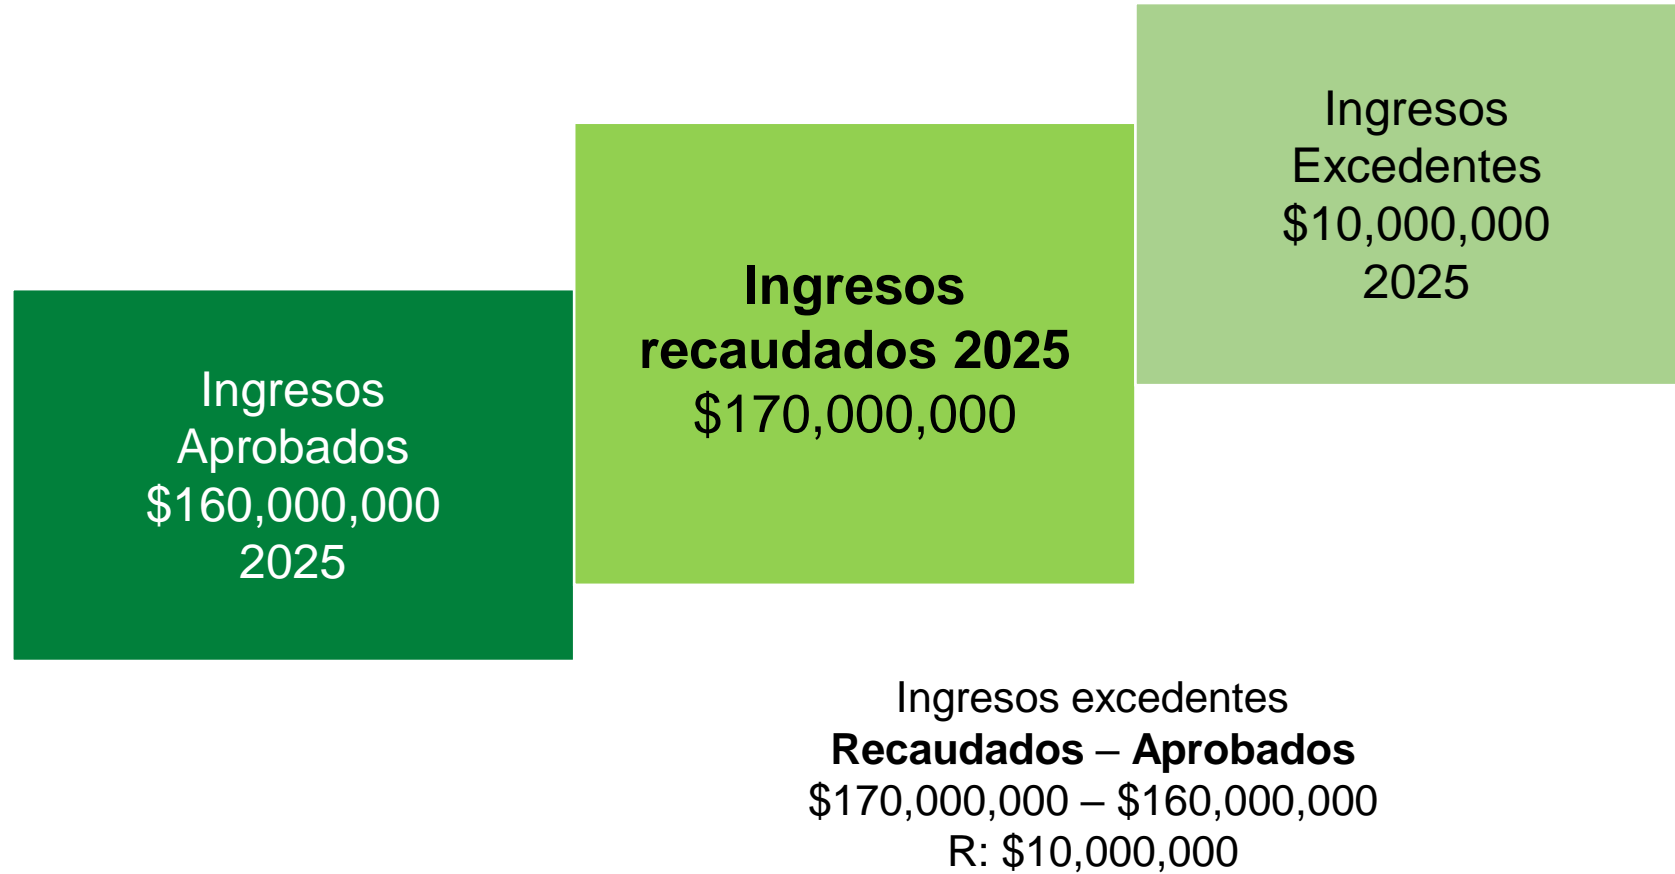 Ingresos
Aprobados
$160,000,000
2025
Ingresos
recaudados 2025
$170,000,000
Ingresos
Excedentes
$10,000,000
2025
Ingresos excedentes
Recaudados – Aprobados
$170,000,000 – $160,000,000
R: $10,000,000